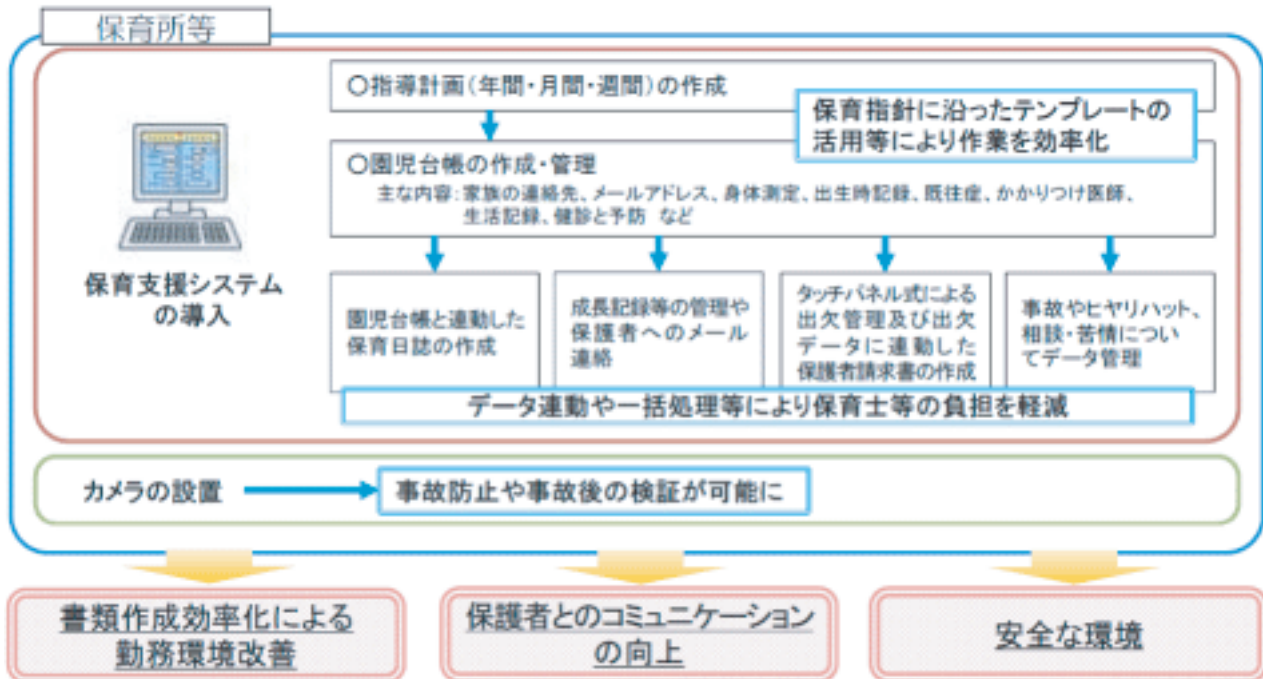 保育所等
〇指導計画(年間・月間・週間)の作成
保育指針に沿ったテンプレートの
活用等により作業を効率化
〇園児台帳の作成・管理
主な内容:家族の連絡先、メールアドレス、身体測定、出生時記録、既往症、かかりつけ医師、
生活記録、健診と予防 など
保育支援システム
の導入
園児台帳と連動した
保育日誌の作成
成長記録等の管理や
保護者へのメール
連絡
タッチパネル式による
出欠管理及び出欠
データに連動した
保護者請求書の作成
事故やヒヤリハット、
相談・苦情につい
てデータ管理
データ連動や一括処理等により保育士等の負担を軽減
カメラの設置
事故防止や事故後の検証が可能に
書類作成効率化による
勤務環境改善
保護者とのコミュニケーション
の向上
安全な環境